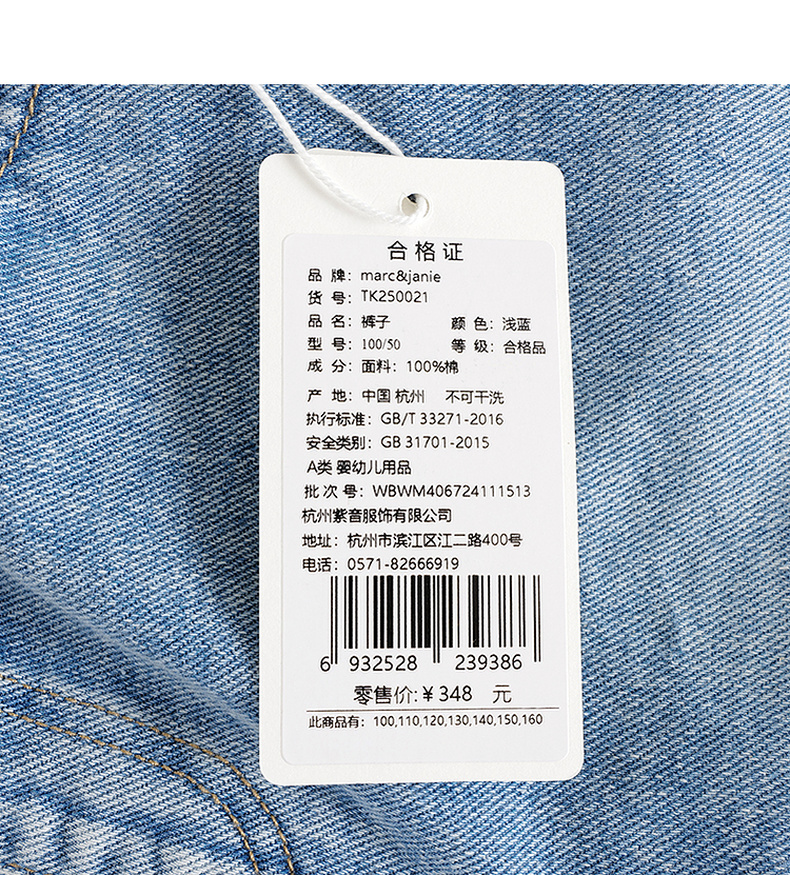 合格证
品 牌：marc&janie
货 号：TK250021
品 名：裤子 颜 色：浅蓝
型 号：100/50 等 级：合格品
成 分：面料：100%棉
产 地：中国 杭州 不可干洗
执行标准：GB/T 33271-2016
安全类别：GB 31701-2015
A类 婴幼儿用品
批 次 号：WBWM406724111513
杭州紫音服饰有限公司
地址：杭州市滨江区江二路400号
电话：0571-82666919
6 932528 239386
零售价:￥348 元
此商品有：100,110,120,130,140,150,160